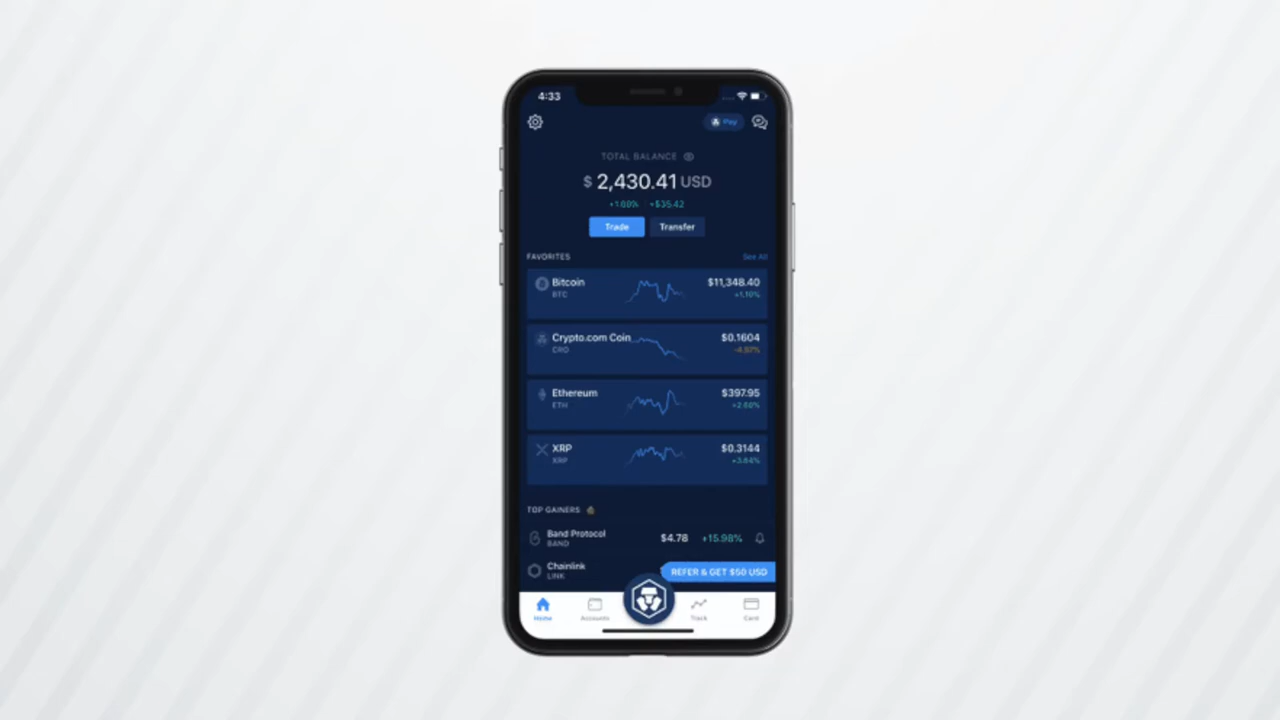 4:33
Pay
TOTAL BALANCE
$ 2,430.41 USD
+1.00% +$35.42
Trade Transfer
FAVORITES See All
Bitcoin $11,348.40
BTC +1.10%
Crypto.com Coin $0.1604
CRO -4.97%
Ethereum $397.95
ETH +2.60%
XRP $0.3144
XRP +3.84%
TOP GAINERS
Band Protocol $4.78 +15.98%
BAND
Chainlink
LINK
REFER & GET $50 USD
Home Accounts Track Card